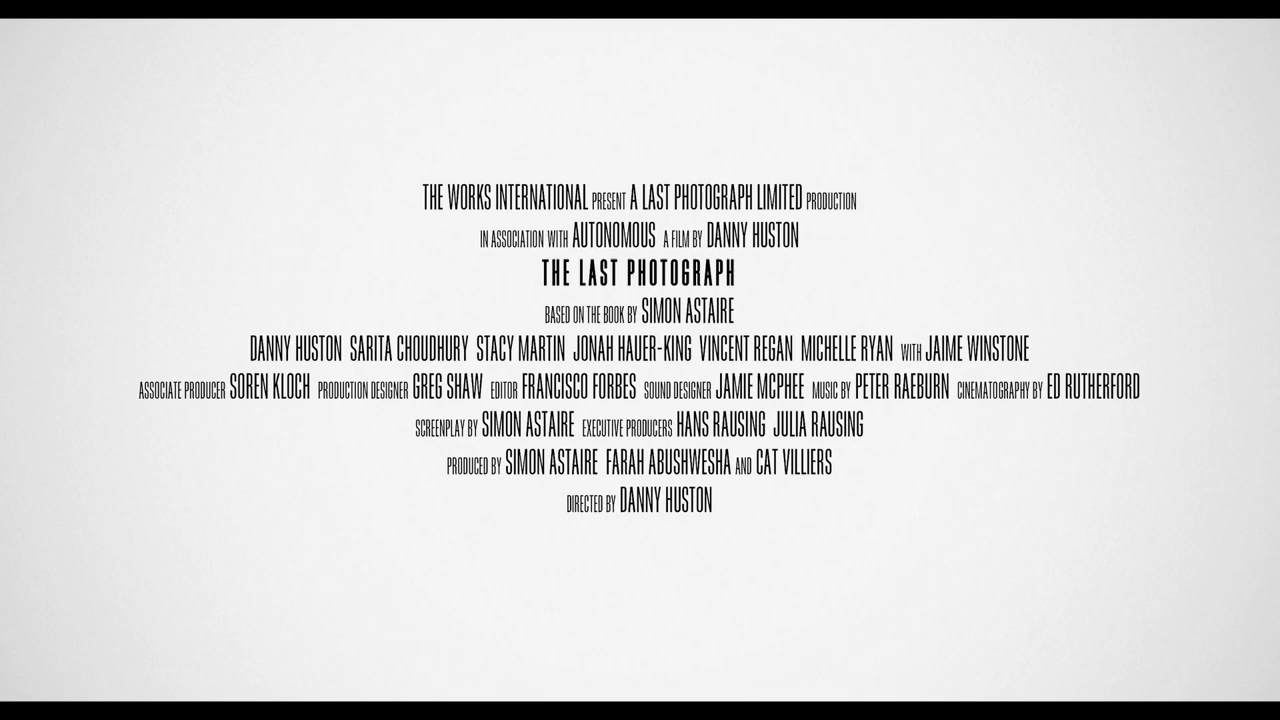 THE WORKS INTERNATIONAL PRESENT A LAST PHOTOGRAPH LIMITED PRODUCTION
IN ASSOCIATION WITH AUTONOMOUS A FILM BY DANNY HUSTON
THE LAST PHOTOGRAPH
BASED ON THE BOOK BY SIMON ASTAIRE
DANNY HUSTON SARITA CHOUDHURY STACY MARTIN JONAH HAUER-KING VINCENT REGAN MICHELLE RYAN WITH JAIME WINSTONE
ASSOCIATE PRODUCER SOREN KLOCH PRODUCTION DESIGNER GREG SHAW EDITOR FRANCISCO FORBES SOUND DESIGNER JAMIE MCPHEE MUSIC BY PETER RAEBURN CINEMATOGRAPHY BY ED RUTHERFORD
SCREENPLAY BY SIMON ASTAIRE EXECUTIVE PRODUCERS HANS RAUSING JULIA RAUSING
PRODUCED BY SIMON ASTAIRE FARAH ABUSHWESHA AND CAT VILLIERS
DIRECTED BY DANNY HUSTON